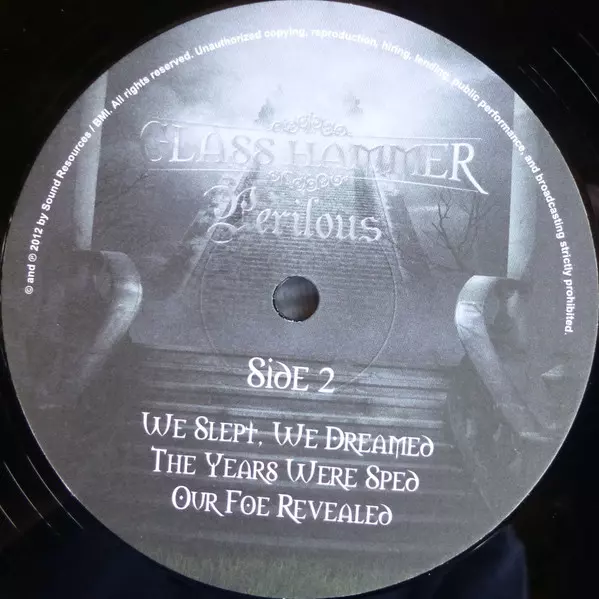 © and ℗ 2012 by Sound Resources / BMI. All rights reserved. Unauthorized copying, reproduction, hiring, lending, public performance, and broadcasting strictly prohibited.
GLASS HAMMER
Perilous
SIDE 2
WE SLEPT, WE DREAMED
THE YEARS WERE SPED
OUR FOE REVEALED